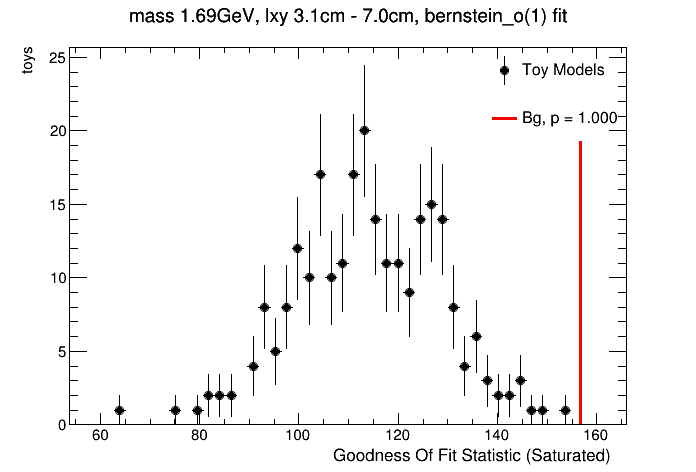 mass 1.69GeV, lxy 3.1cm - 7.0cm, bernstein_o(1) fit
toys
25
20
15
10
5
0
Toy Models
Bg, p = 1.000
60 80 100 120 140 160
Goodness Of Fit Statistic (Saturated)